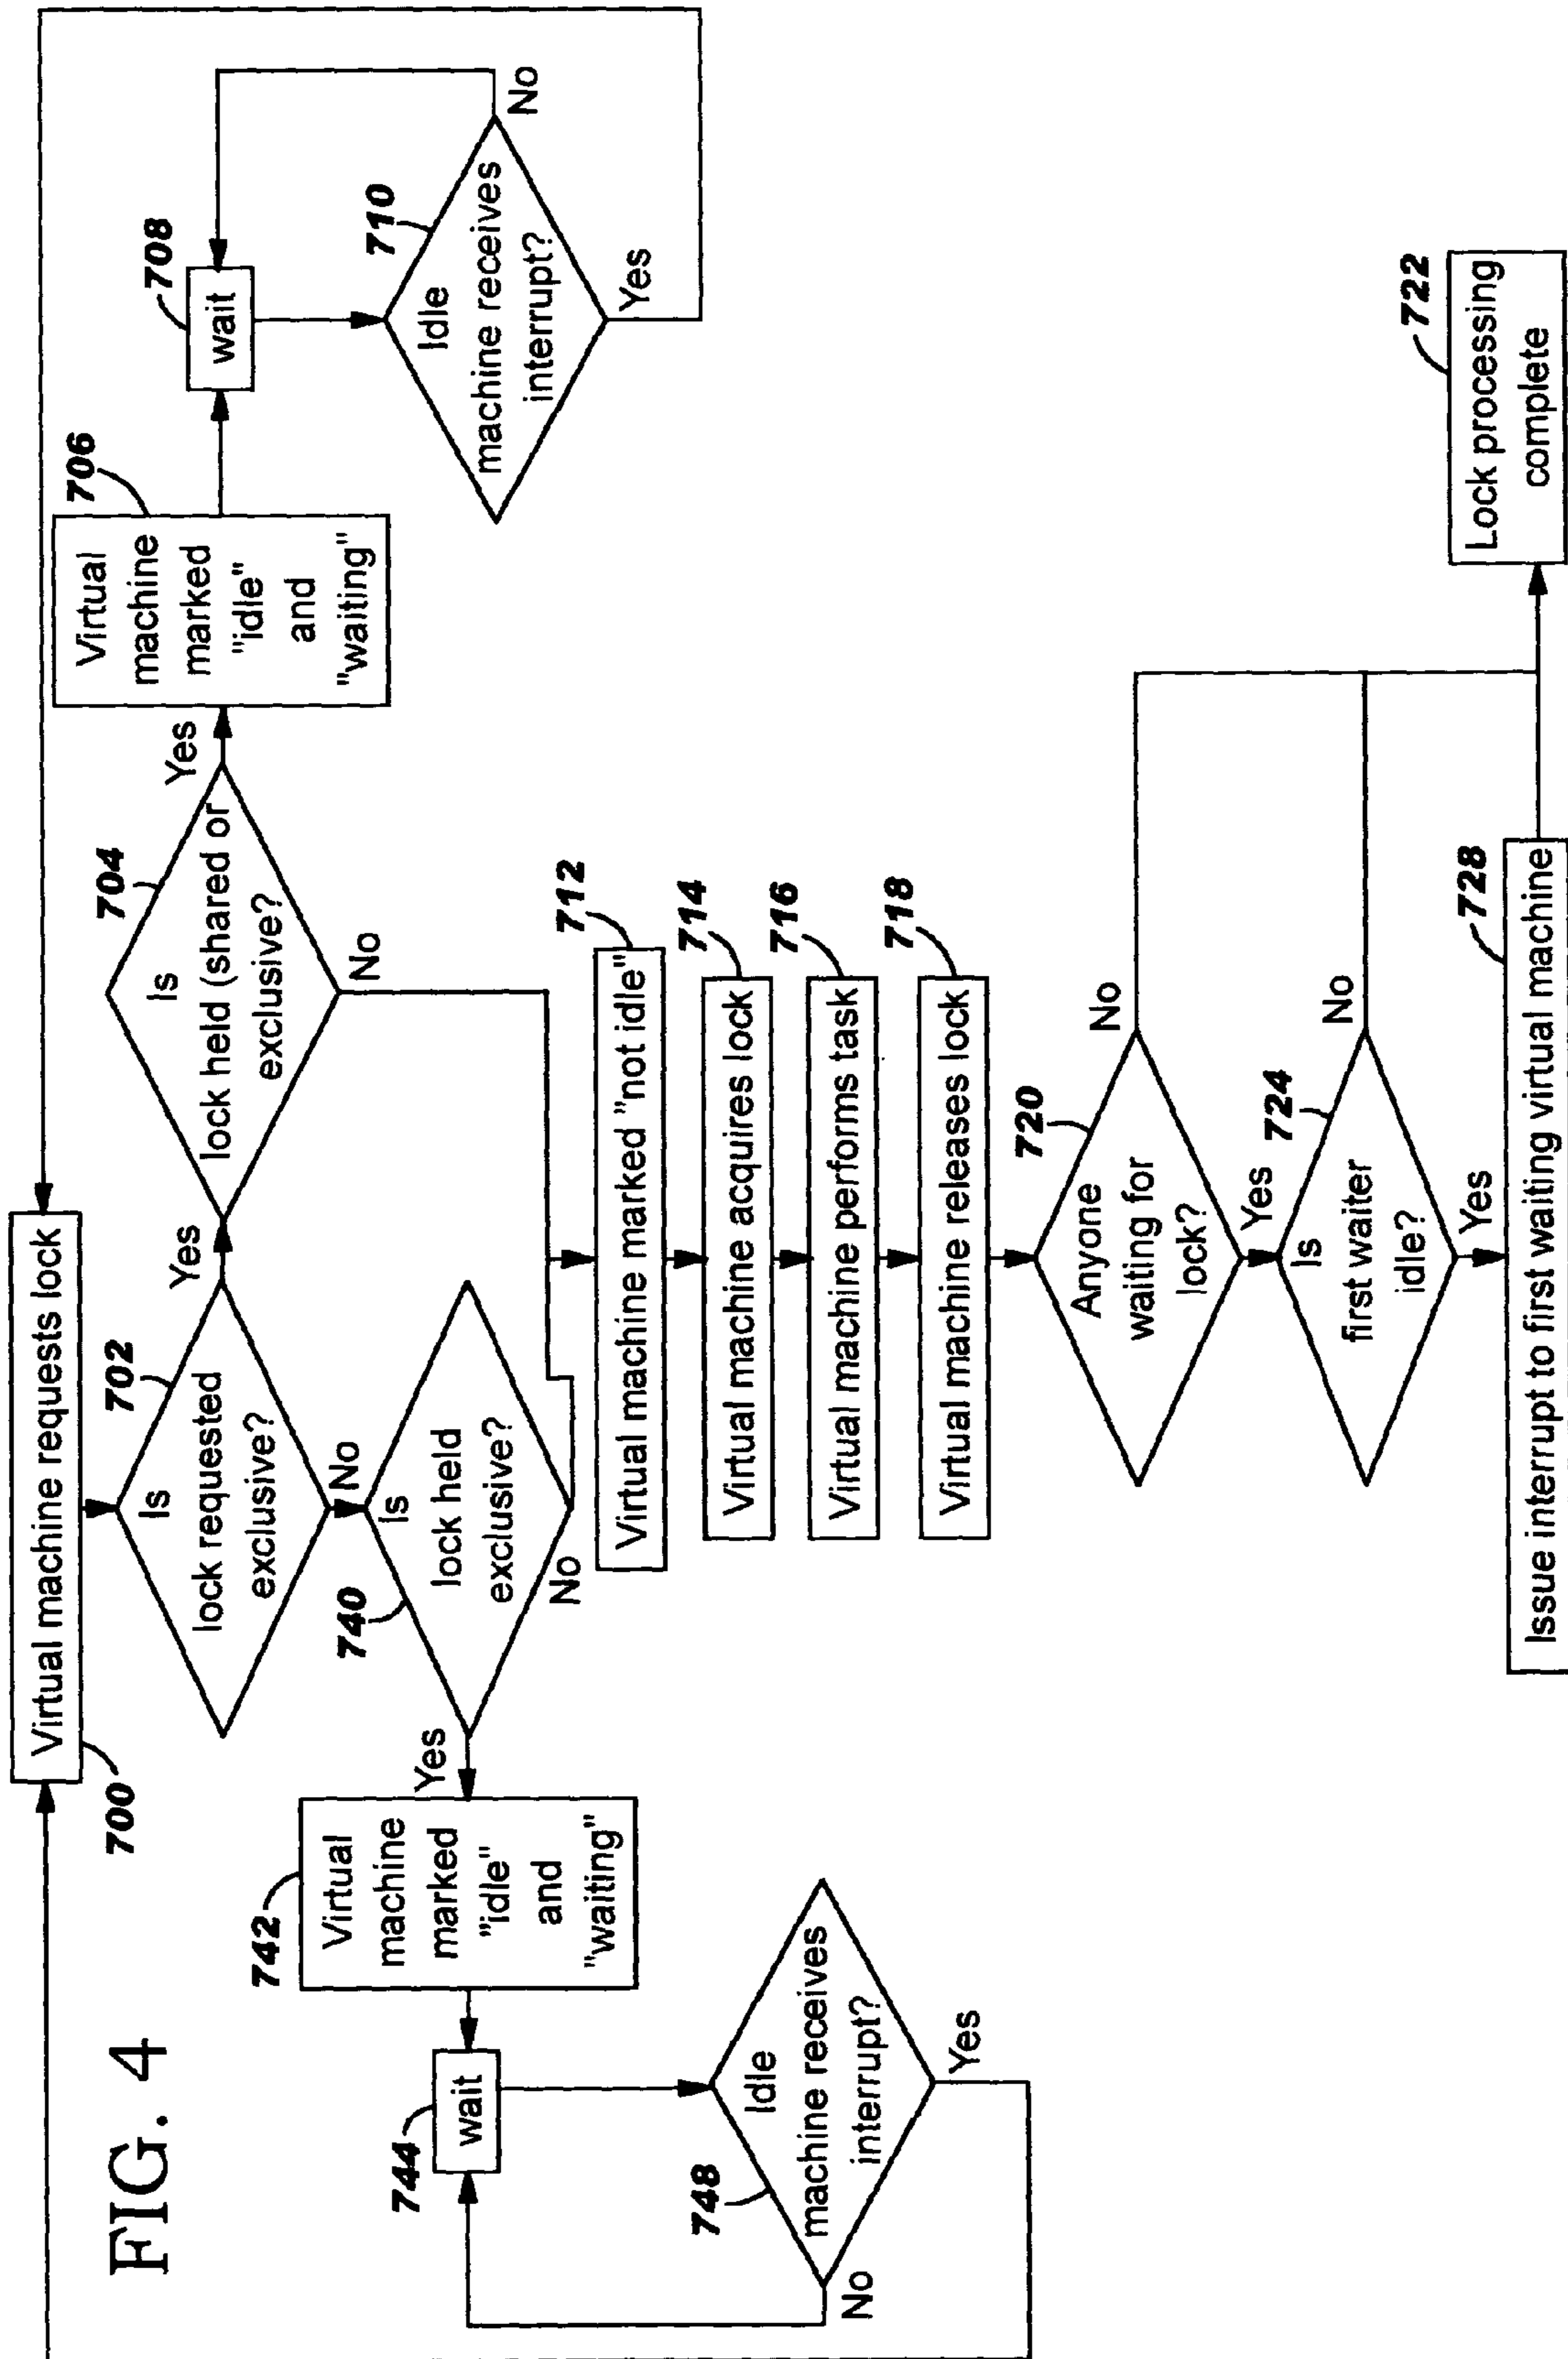 FIG. 4
Virtual machine requests lock
700
Is
lock requested
exclusive?
702
Yes
No
Is
lock held (shared or
exclusive?
704
Yes
No
Virtual
machine
marked
"idle"
and
"waiting"
706
wait
708
Idle
machine receives
interrupt?
710
No
Yes
Is
lock held
exclusive?
740
Yes
No
Virtual
machine
marked
"idle"
and
"waiting"
742
wait
744
Idle
machine receives
interrupt?
748
No
Yes
Virtual machine marked "not idle"
712
Virtual machine acquires lock
714
Virtual machine performs task
716
Virtual machine releases lock
718
Anyone
waiting for
lock?
720
No
Yes
Is
first waiter
idle?
724
No
Yes
Issue interrupt to first waiting virtual machine
728
Lock processing
complete
722